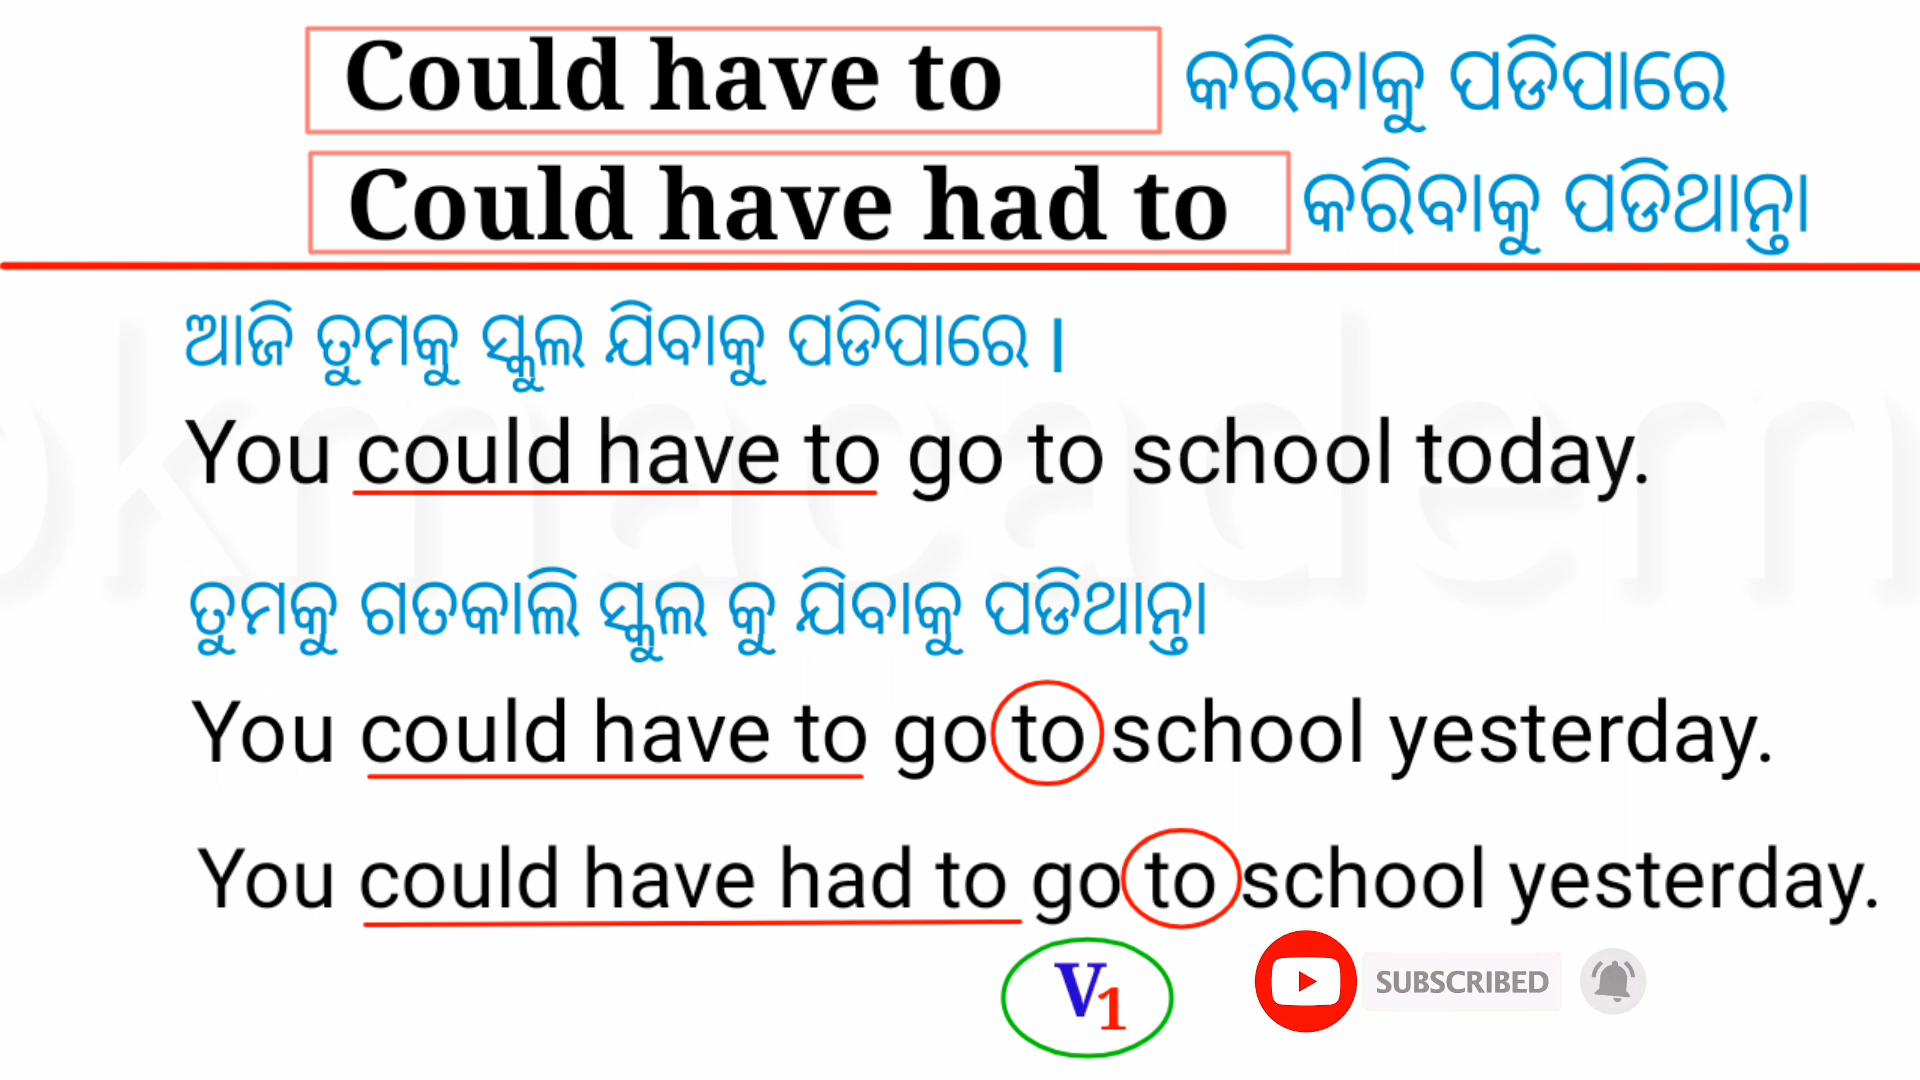 Could have to କରିବାକୁ ପଡିପାରେ
Could have had to କରିବାକୁ ପଡିଥାନ୍ତା
ଆଜି ତୁମକୁ ସ୍କୁଲ ଯିବାକୁ ପଡିପାରେ |
You could have to go to school today.
ତୁମକୁ ଗତକାଲି ସ୍କୁଲ କୁ ଯିବାକୁ ପଡିଥାନ୍ତା
You could have to go to school yesterday.
You could have had to go to school yesterday.
V1
SUBSCRIBED